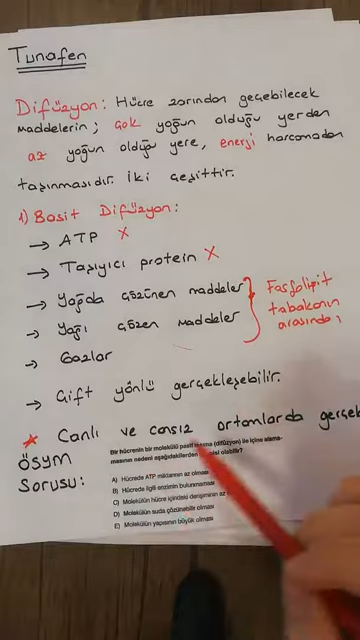 Tunafen
Difüzyon: Hücre zarından geçebilecek
maddelerin; çok yoğun olduğu yerden
az yoğun olduğu yere, enerji harcamadan
taşınmasıdır. İki çeşittir.
1) Basit Difüzyon:
→ ATP X
→ Taşıyıcı protein X
→ Yağda çözünen maddeler
→ Yağı çözen maddeler
Fosfolipit
tabakanın
arasından
→ Gazlar
→ Çift yönlü gerçekleşebilir.
* Canlı ve cansız ortamlarda gerçek
ÖSYM
Sorusu:
Bir hücrenin bir molekülü pasif taşıma (difüzyon) ile içine alama-
masının nedeni aşağıdakilerden olabilir?
A) Hücrede ATP miktarının az olması
B) Hücrede ilgili enzimin bulunmaması
C) Molekülün hücre içindeki derişiminin az
D) Molekülün suda çözünebilir olması
E) Molekülün yapısının büyük olması